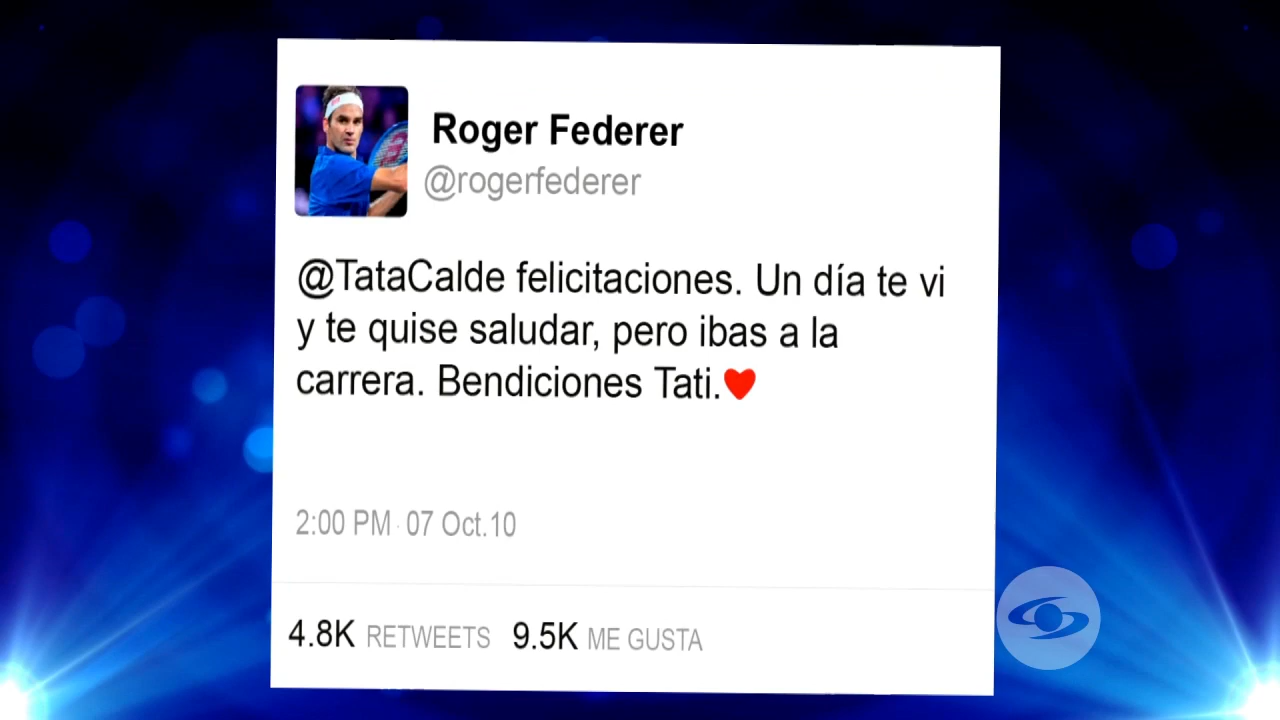 Roger Federer
@rogerfederer
@TataCalde felicitaciones. Un día te vi
y te quise saludar, pero ibas a la
carrera. Bendiciones Tati.❤
2:00 PM · 07 Oct.10
4.8K RETWEETS 9.5K ME GUSTA